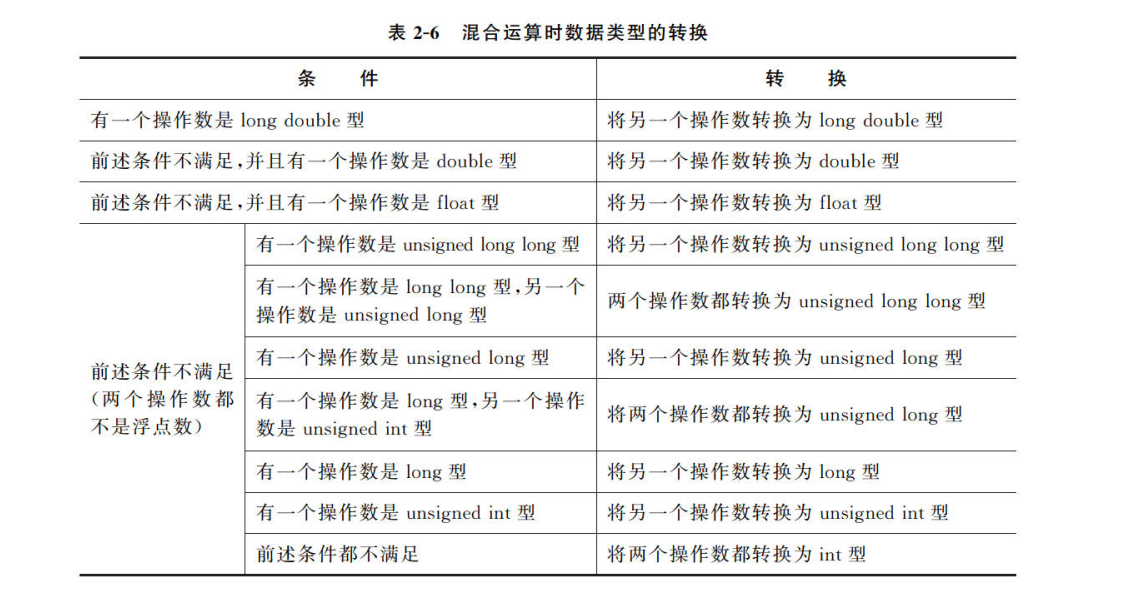 表 2-6 混合运算时数据类型的转换
条 件 转 换
有一个操作数是 long double 型 将另一个操作数转换为 long double 型
前述条件不满足,并且有一个操作数是 double 型 将另一个操作数转换为 double 型
前述条件不满足,并且有一个操作数是 float 型 将另一个操作数转换为 float 型
前述条件不满足
(两个操作数都
不是浮点数)
有一个操作数是 unsigned long long 型 将另一个操作数转换为 unsigned long long 型
有一个操作数是 long long 型,另一个
操作数是 unsigned long 型
两个操作数都转换为 unsigned long long 型
有一个操作数是 unsigned long 型 将另一个操作数转换为 unsigned long 型
有一个操作数是 long 型,另一个操作
数是 unsigned int 型
将两个操作数都转换为 unsigned long 型
有一个操作数是 long 型 将另一个操作数转换为 long 型
有一个操作数是 unsigned int 型 将另一个操作数转换为 unsigned int 型
前述条件都不满足 将两个操作数都转换为 int 型